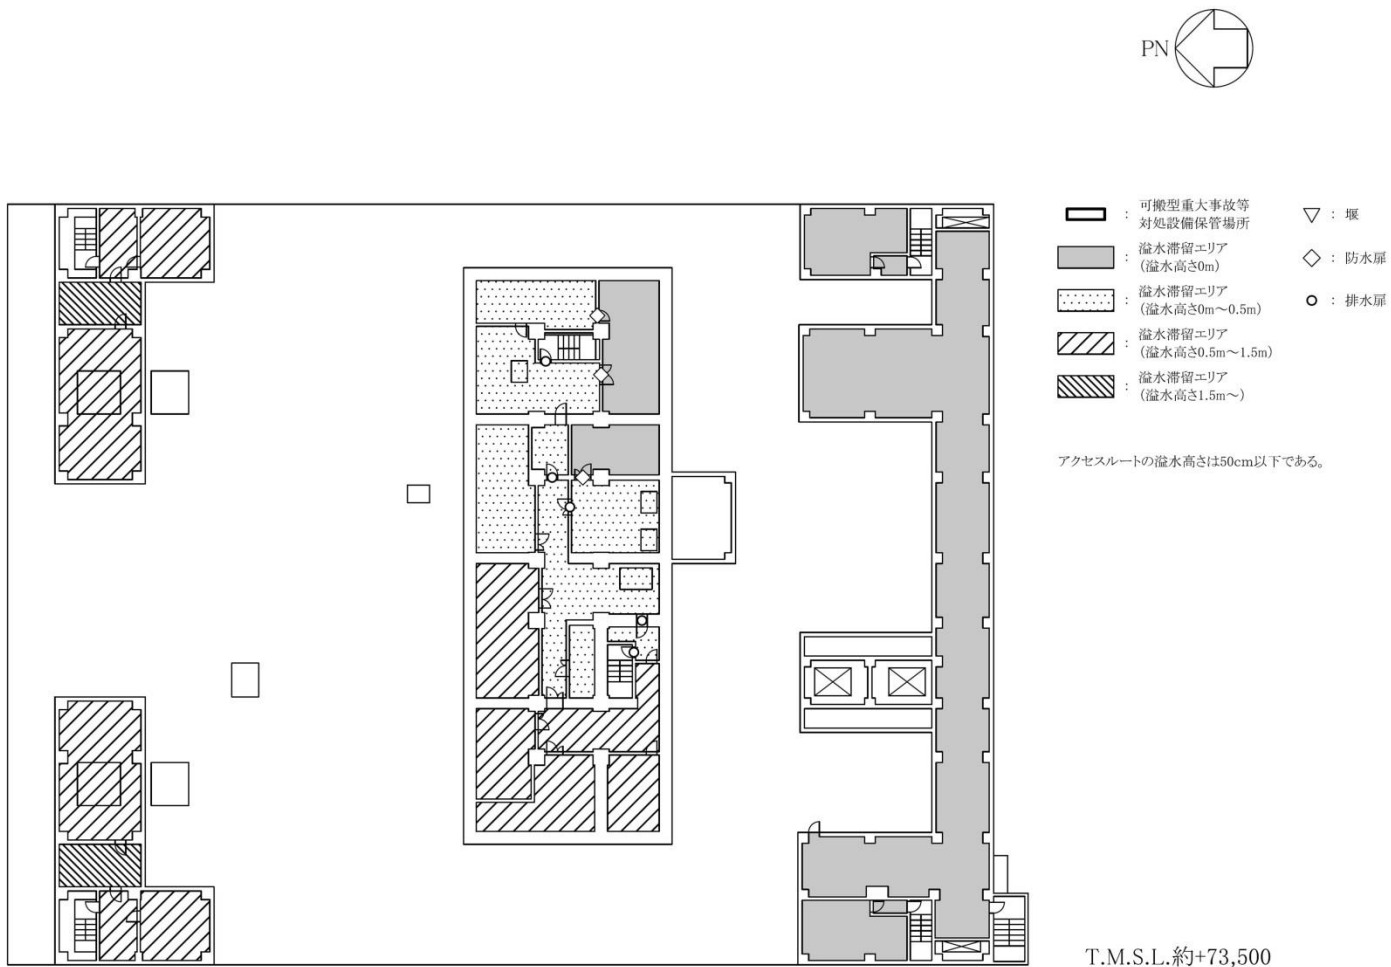 PN
： 可搬型重大事故等
対処設備保管場所
： 溢水滞留エリア
（溢水高さ0m）
： 溢水滞留エリア
（溢水高さ0m～0.5m）
： 溢水滞留エリア
（溢水高さ0.5m～1.5m）
： 溢水滞留エリア
（溢水高さ1.5m～）
▽ ： 堰
◇ ： 防水扉
○ ： 排水扉
アクセスルートの溢水高さは50cm以下である。
T.M.S.L.約+73,500